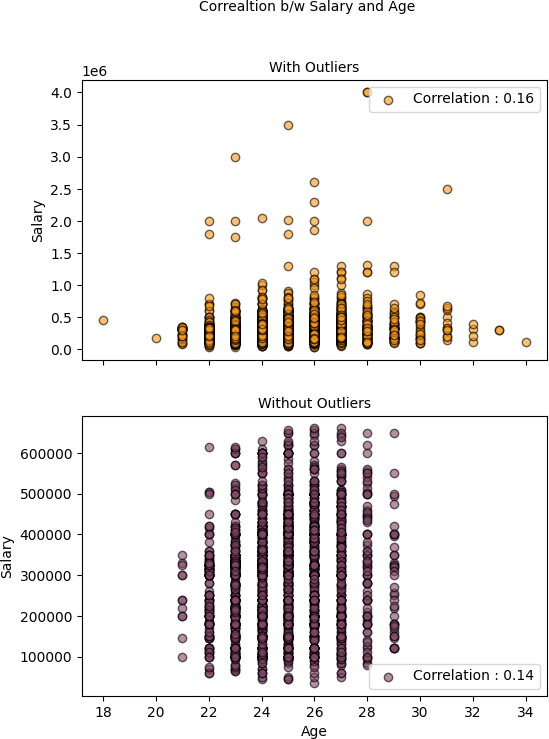 Correaltion b/w Salary and Age
With Outliers
1e6
Correlation : 0.16
4.0
3.5
3.0
2.5
2.0
1.5
1.0
0.5
0.0
Salary
Without Outliers
600000
500000
400000
300000
200000
100000
Salary
Correlation : 0.14
18 20 22 24 26 28 30 32 34
Age